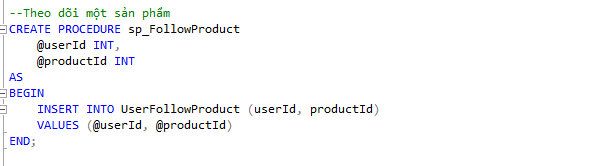 --Theo dõi một sản phẩm
CREATE PROCEDURE sp_FollowProduct
    @userId INT,
    @productId INT
AS
BEGIN
    INSERT INTO UserFollowProduct (userId, productId)
    VALUES (@userId, @productId)
END;